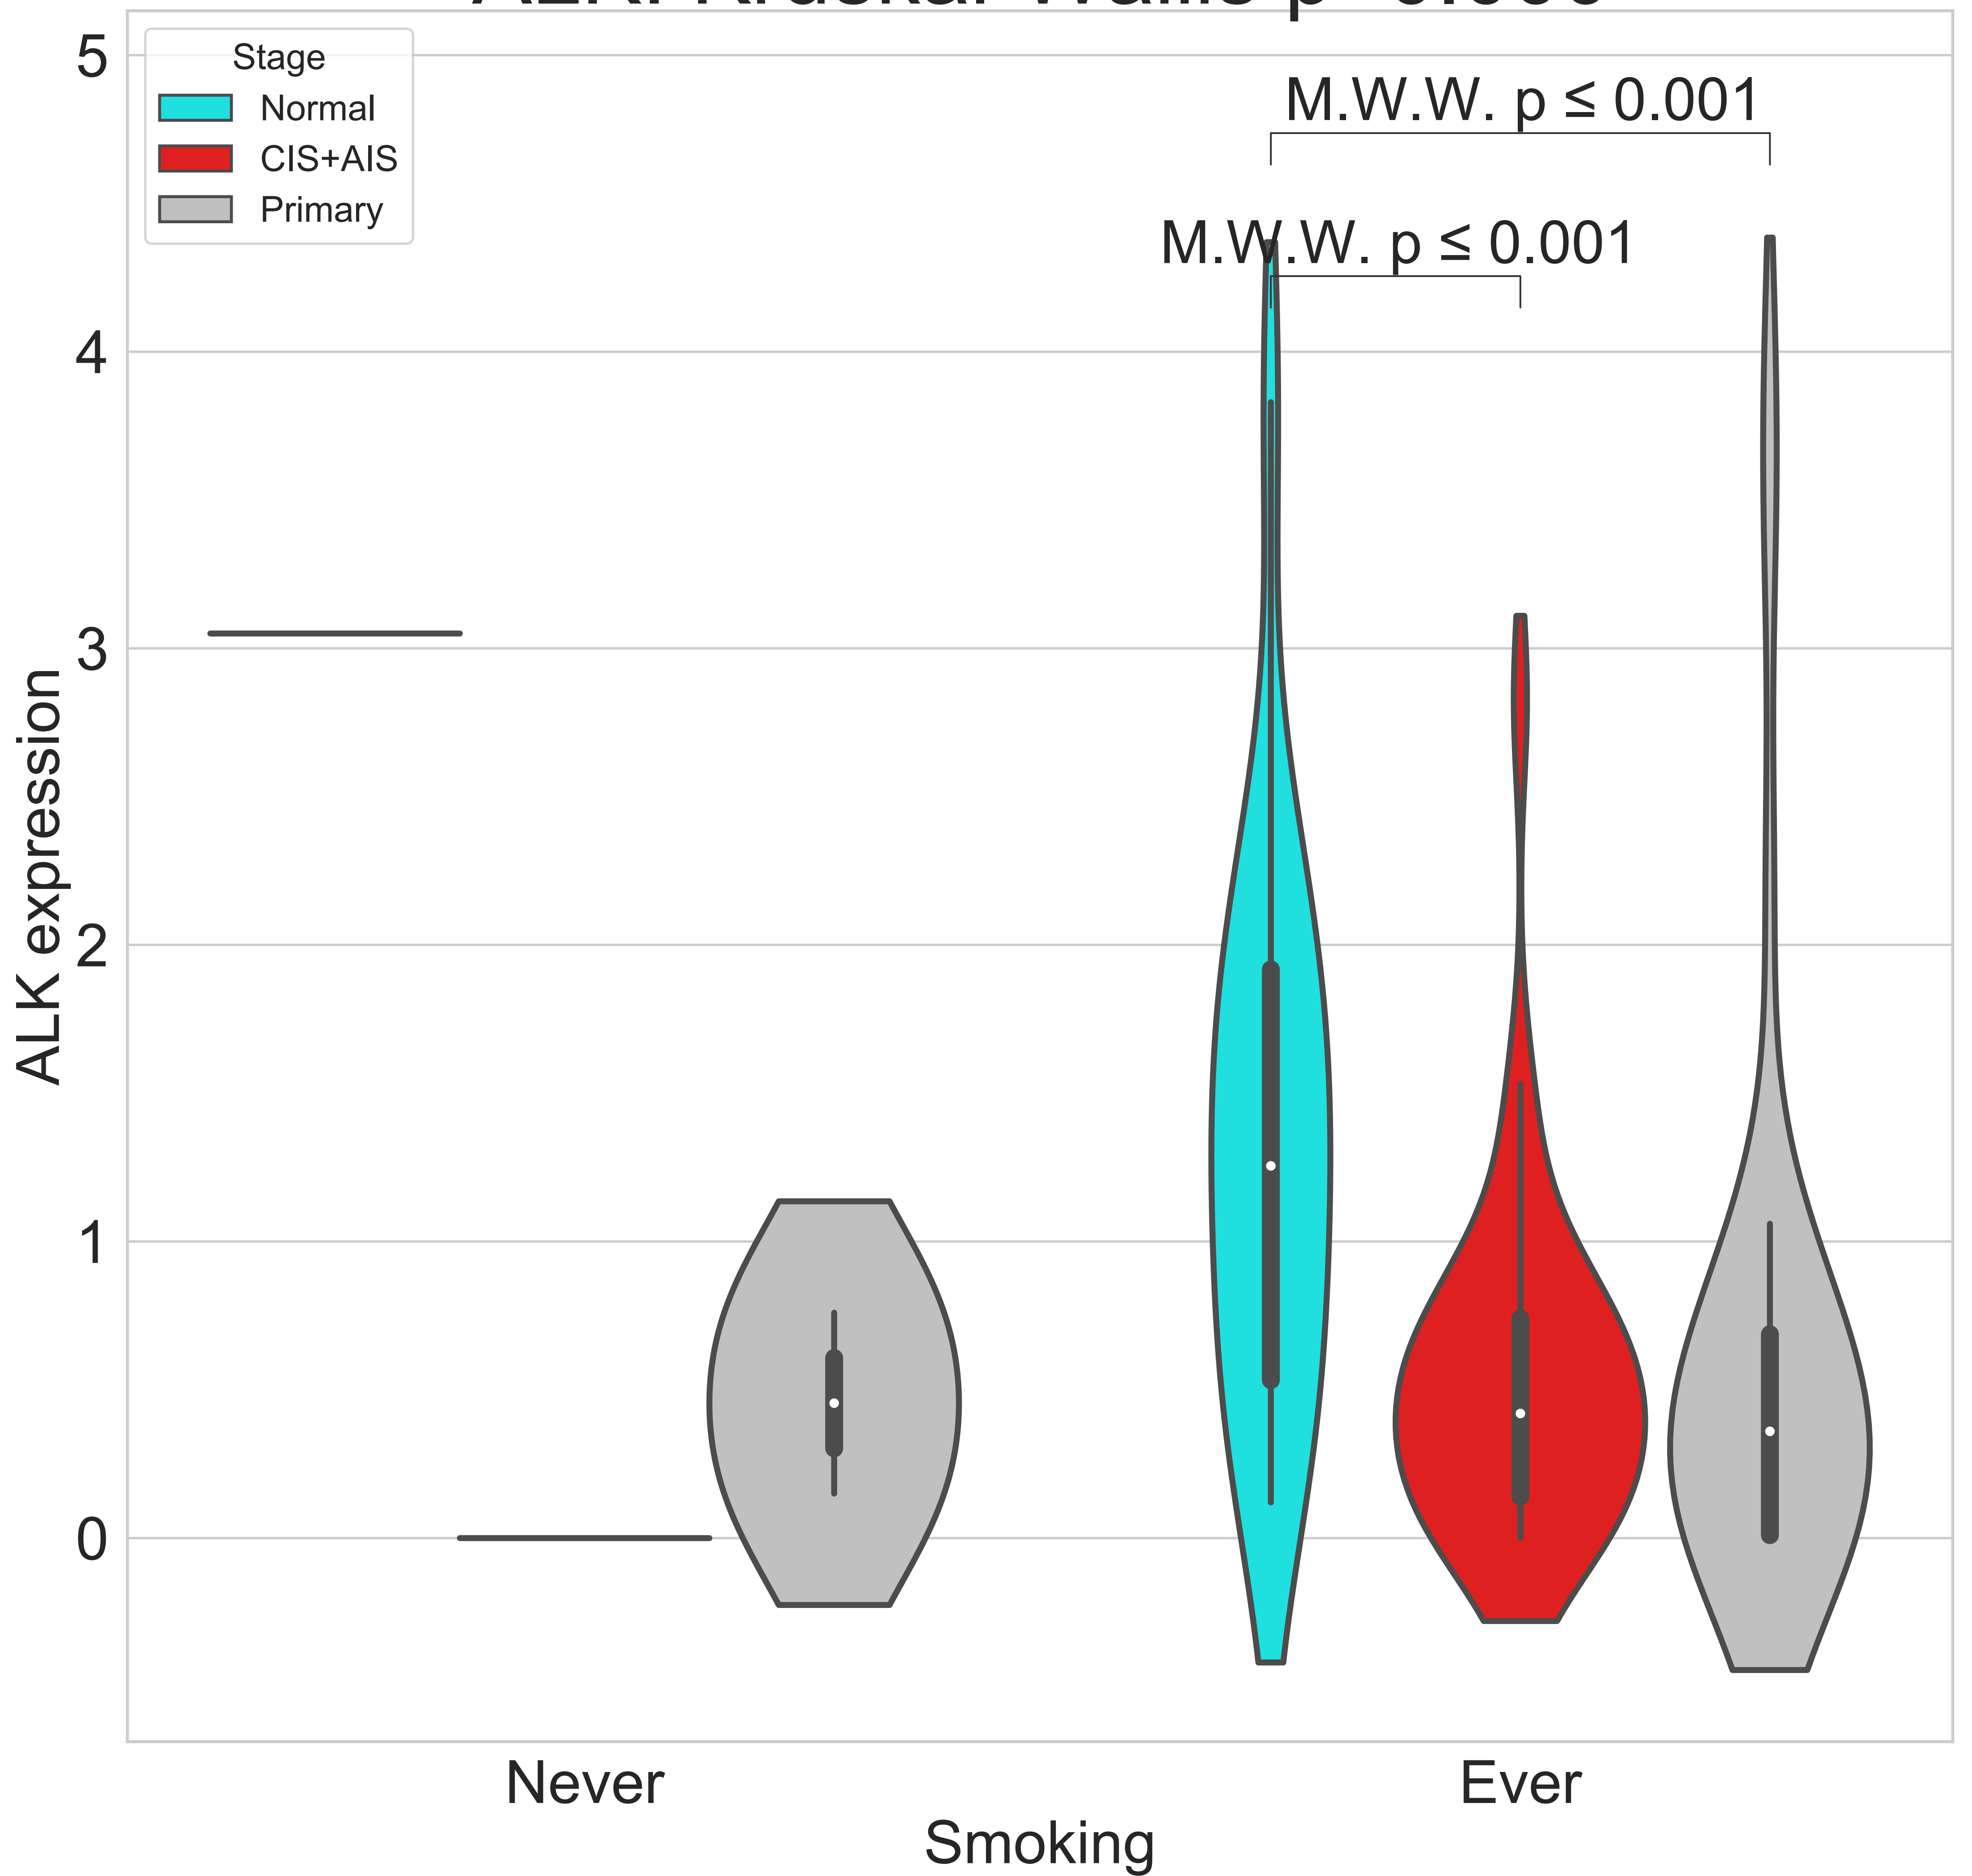 5
4
3
2
1
0
ALK expression
Stage
Normal
CIS+AIS
Primary
M.W.W. p ≤ 0.001
M.W.W. p ≤ 0.001
Never
Ever
Smoking